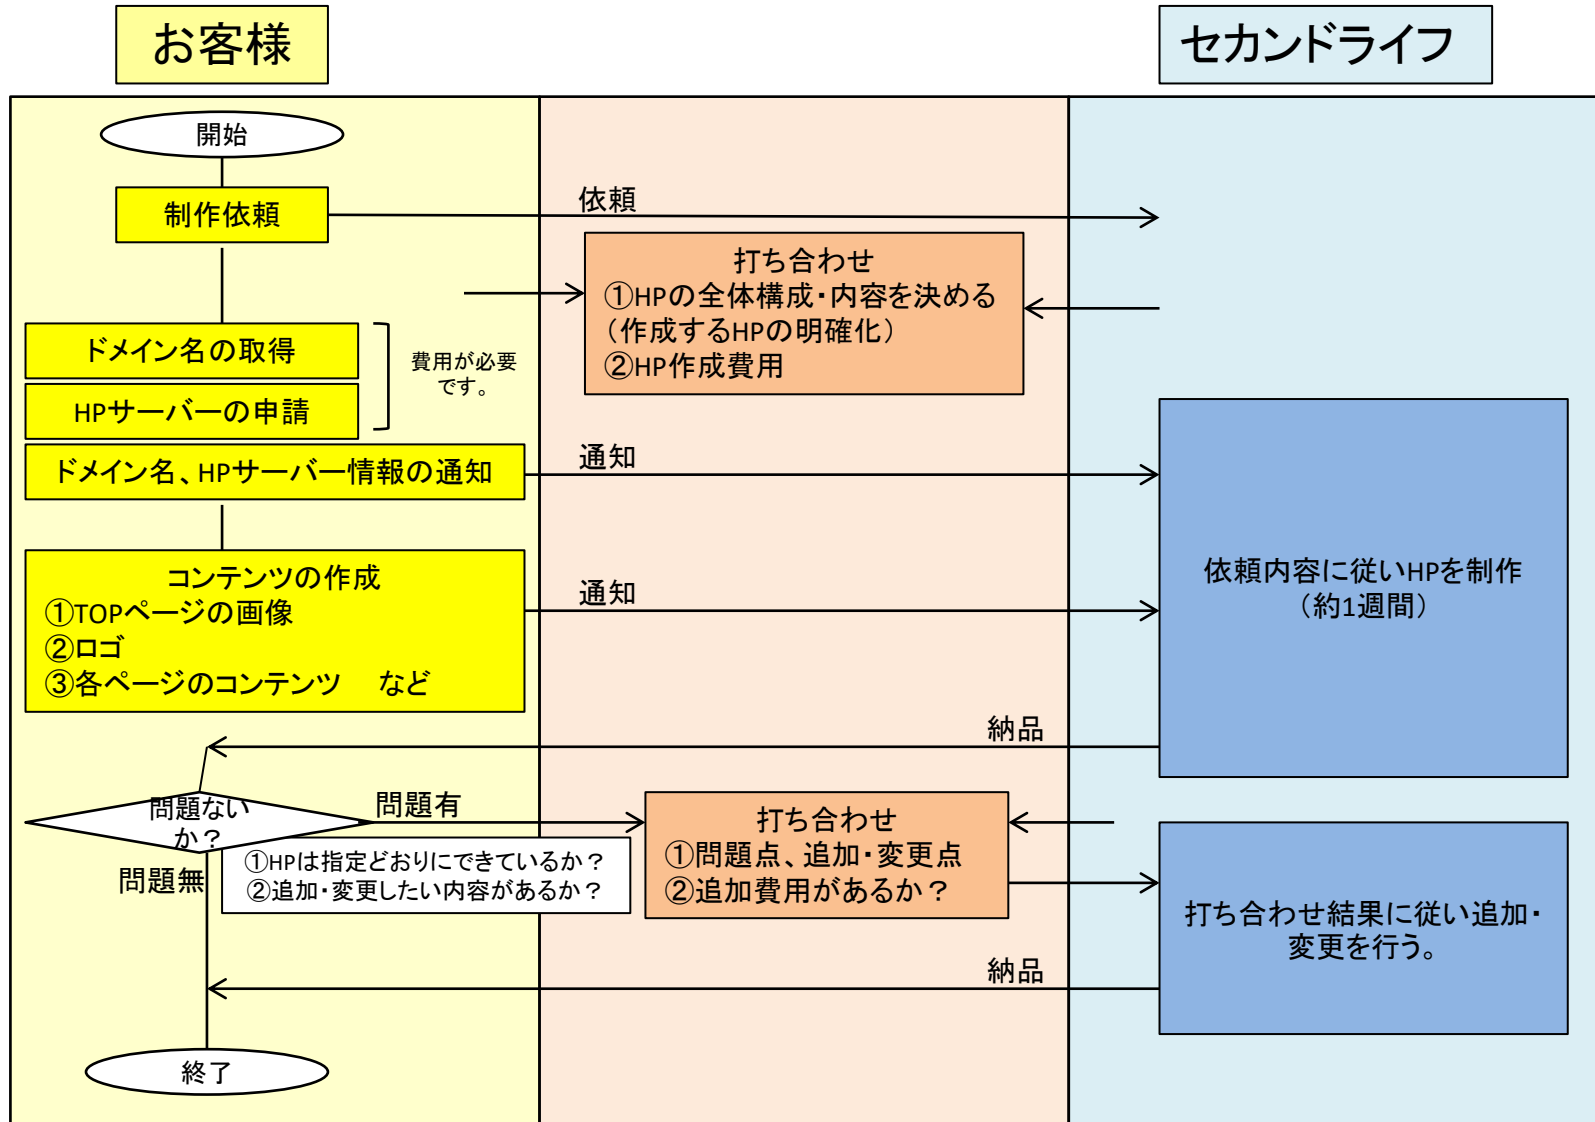 お客様
セカンドライフ
開始
制作依頼
依頼
打ち合わせ
①HPの全体構成・内容を決める
（作成するHPの明確化）
②HP作成費用
ドメイン名の取得
HPサーバーの申請
費用が必要
です。
ドメイン名、HPサーバー情報の通知
通知
コンテンツの作成
①TOPページの画像
②ロゴ
③各ページのコンテンツ　など
通知
依頼内容に従いHPを制作
（約1週間）
納品
問題ない
か？
問題有
問題無
①HPは指定どおりにできているか？
②追加・変更したい内容があるか？
打ち合わせ
①問題点、追加・変更点
②追加費用があるか？
打ち合わせ結果に従い追加・
変更を行う。
納品
終了